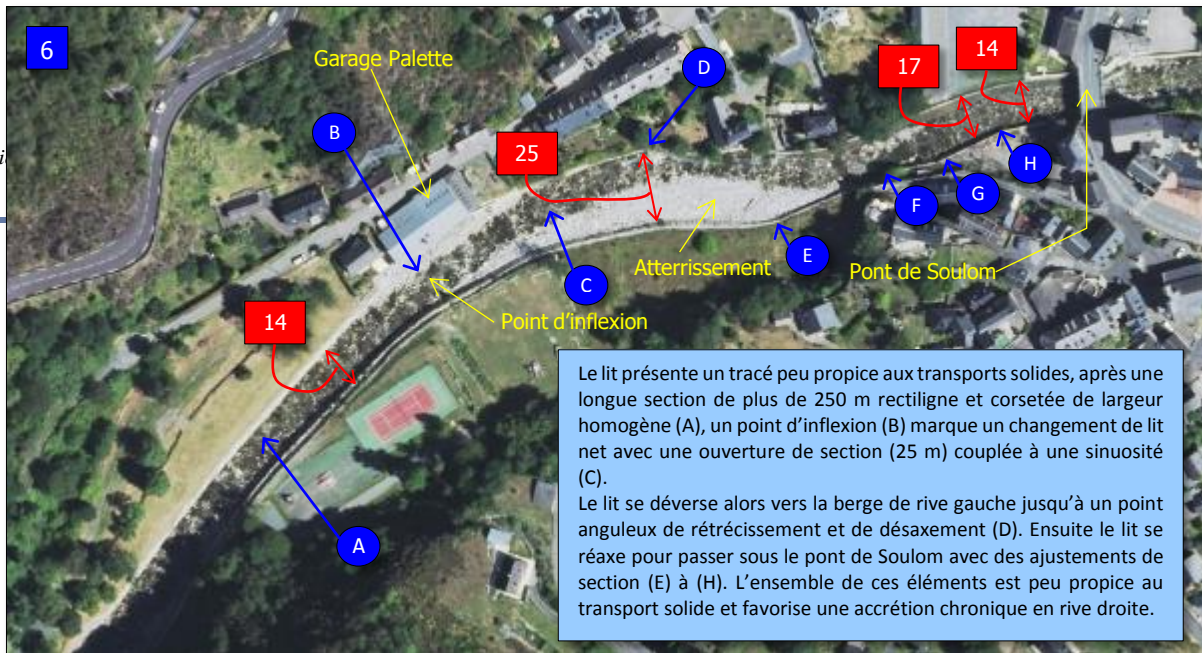 6
Garage Palette
D
17
14
B
25
H
G
F
E
Atterrissement
Pont de Soulom
C
Point d'inflexion
14
A
Le lit présente un tracé peu propice aux transports solides, après une
longue section de plus de 250 m rectiligne et corsetée de largeur
homogène (A), un point d'inflexion (B) marque un changement de lit
net avec une ouverture de section (25 m) couplée à une sinuosité
(C).
Le lit se déverse alors vers la berge de rive gauche jusqu'à un point
anguleux de rétrécissement et de désaxement (D). Ensuite le lit se
réaxe pour passer sous le pont de Soulom avec des ajustements de
section (E) à (H). L'ensemble de ces éléments est peu propice au
transport solide et favorise une accrétion chronique en rive droite.